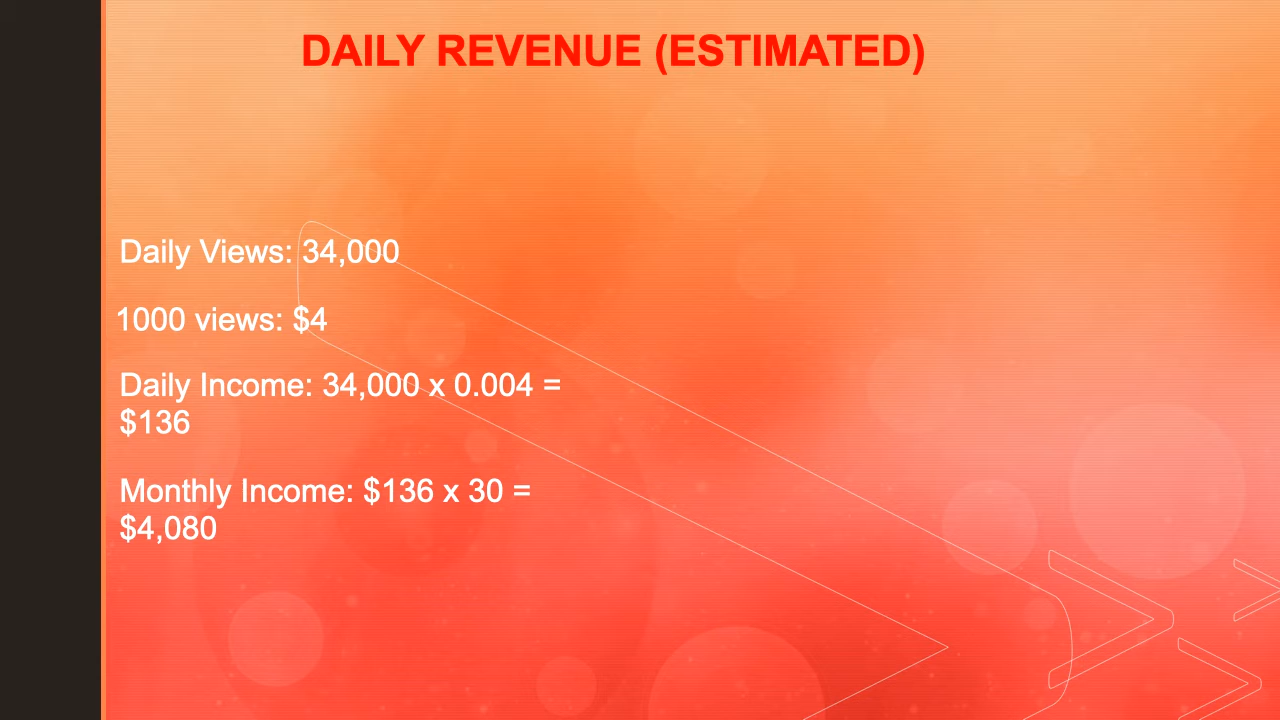 DAILY REVENUE (ESTIMATED)
Daily Views: 34,000
1000 views: $4
Daily Income: 34,000 x 0.004 =
$136
Monthly Income: $136 x 30 =
$4,080